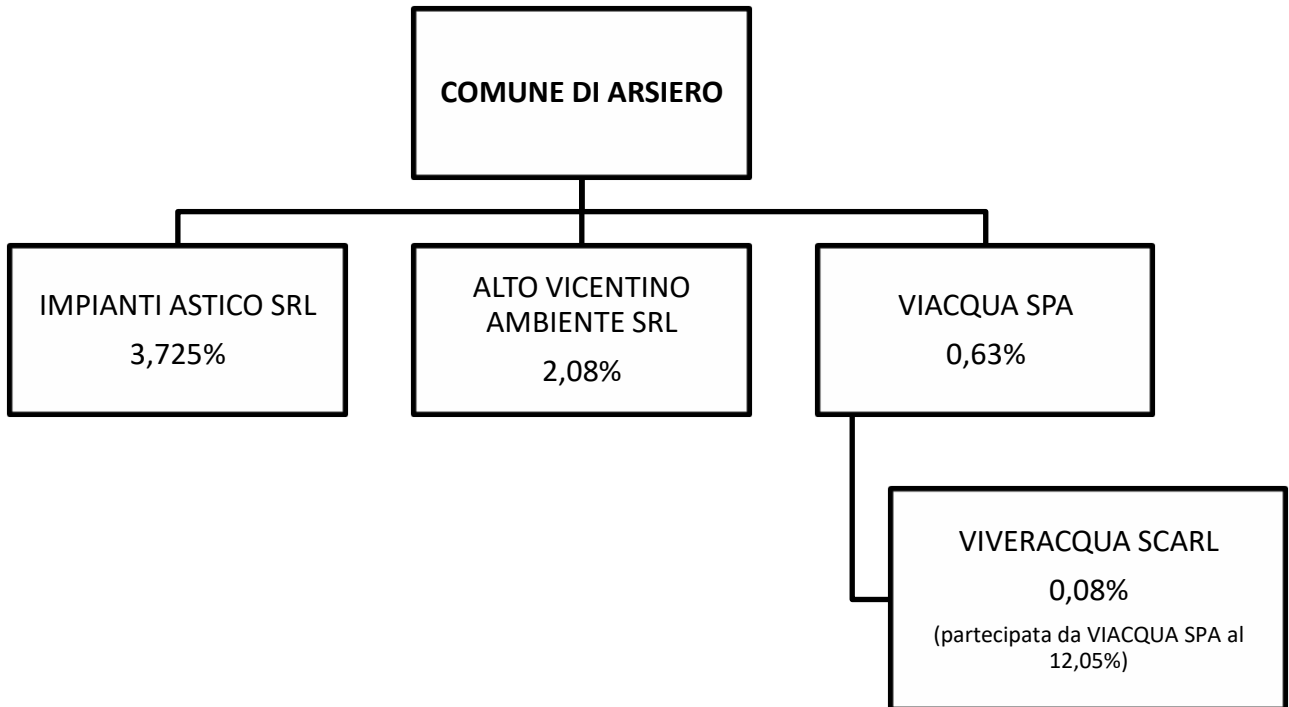 COMUNE DI ARSIERO
IMPIANTI ASTICO SRL
3,725%
ALTO VICENTINO
AMBIENTE SRL
2,08%
VIACQUA SPA
0,63%
VIVERACQUA SCARL
0,08%
(partecipata da VIACQUA SPA al
12,05%)